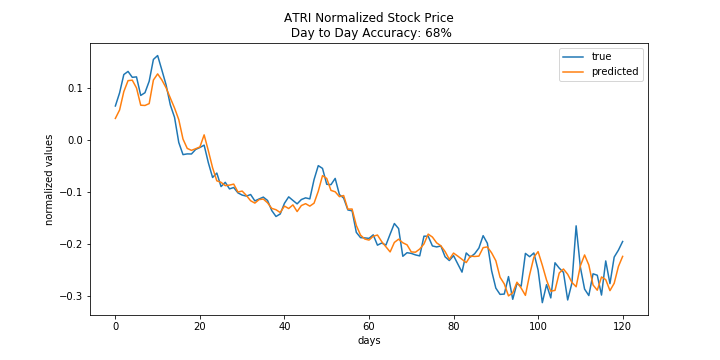 ATRI Normalized Stock Price
Day to Day Accuracy: 68%
true
predicted
normalized values
0.1
0.0
−0.1
−0.2
−0.3
0 20 40 60 80 100 120
days